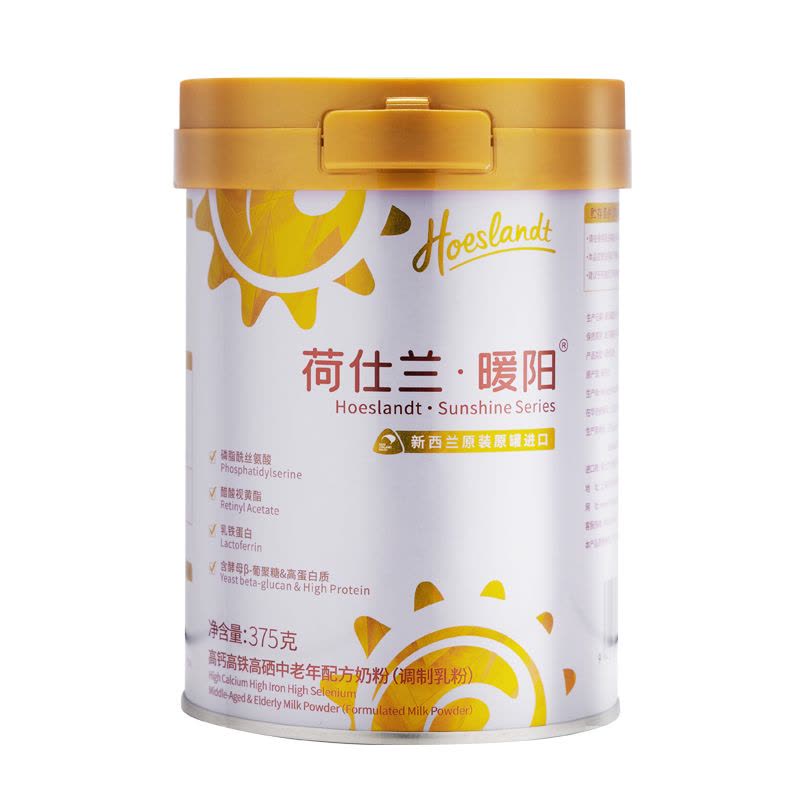 Hoeslandt
荷仕兰·暖阳®
Hoeslandt · Sunshine Series
新西兰原装原罐进口
磷脂酰丝氨酸
Phosphatidylserine
醋酸视黄酯
Retinyl Acetate
乳铁蛋白
Lactoferrin
含酵母β-葡聚糖&高蛋白质
Yeast beta-glucan & High Protein
净含量:375克
高钙高铁高硒中老年配方奶粉(调制乳粉)
High Calcium High Iron High Selenium
Middle-Aged & Elderly Milk Powder (Formulated Milk Powder)